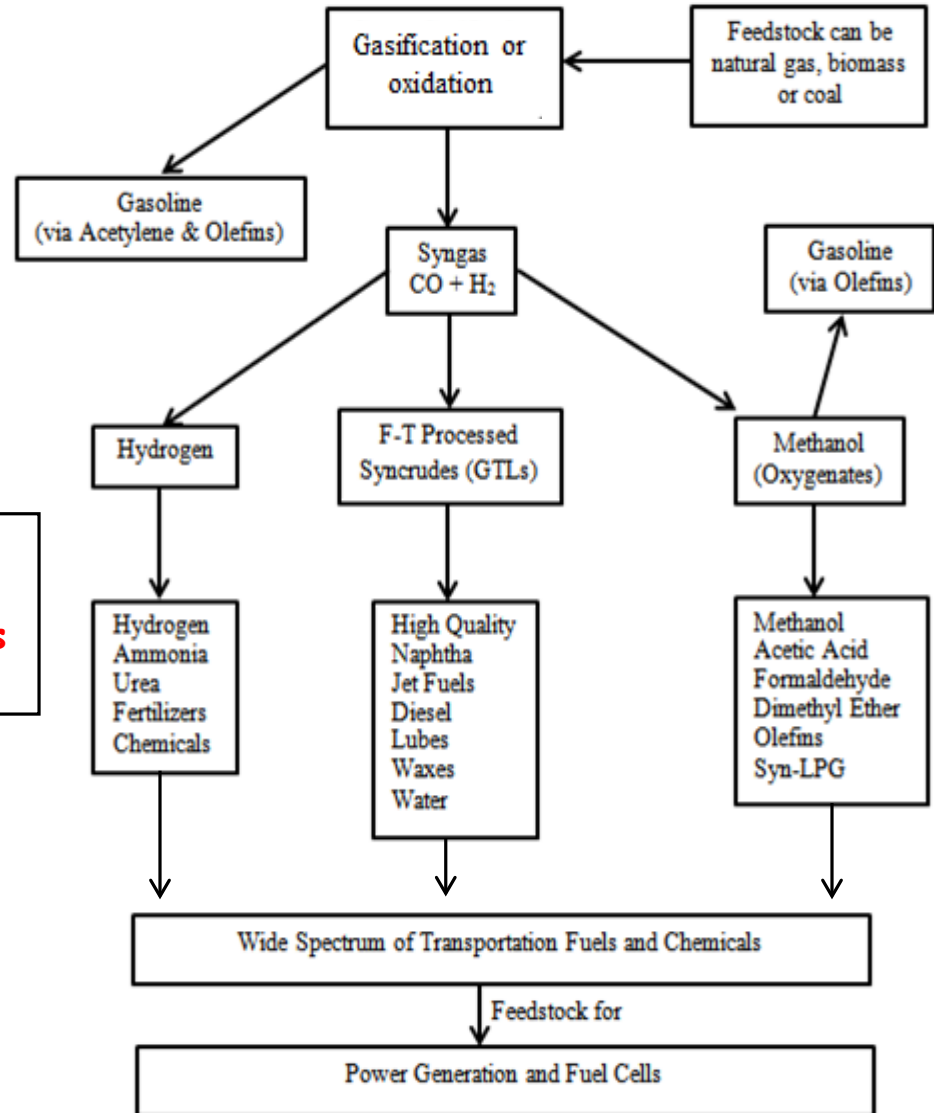 Gasification or
oxidation
Feedstock can be
natural gas, biomass
or coal
Gasoline
(via Acetylene & Olefins)
Syngas
CO + H₂
Gasoline
(via Olefins)
Hydrogen
F-T Processed
Syncrudes (GTLs)
Methanol
(Oxygenates)
s
Hydrogen
Ammonia
Urea
Fertilizers
Chemicals
High Quality
Naphtha
Jet Fuels
Diesel
Lubes
Waxes
Water
Methanol
Acetic Acid
Formaldehyde
Dimethyl Ether
Olefins
Syn-LPG
Wide Spectrum of Transportation Fuels and Chemicals
Feedstock for
Power Generation and Fuel Cells